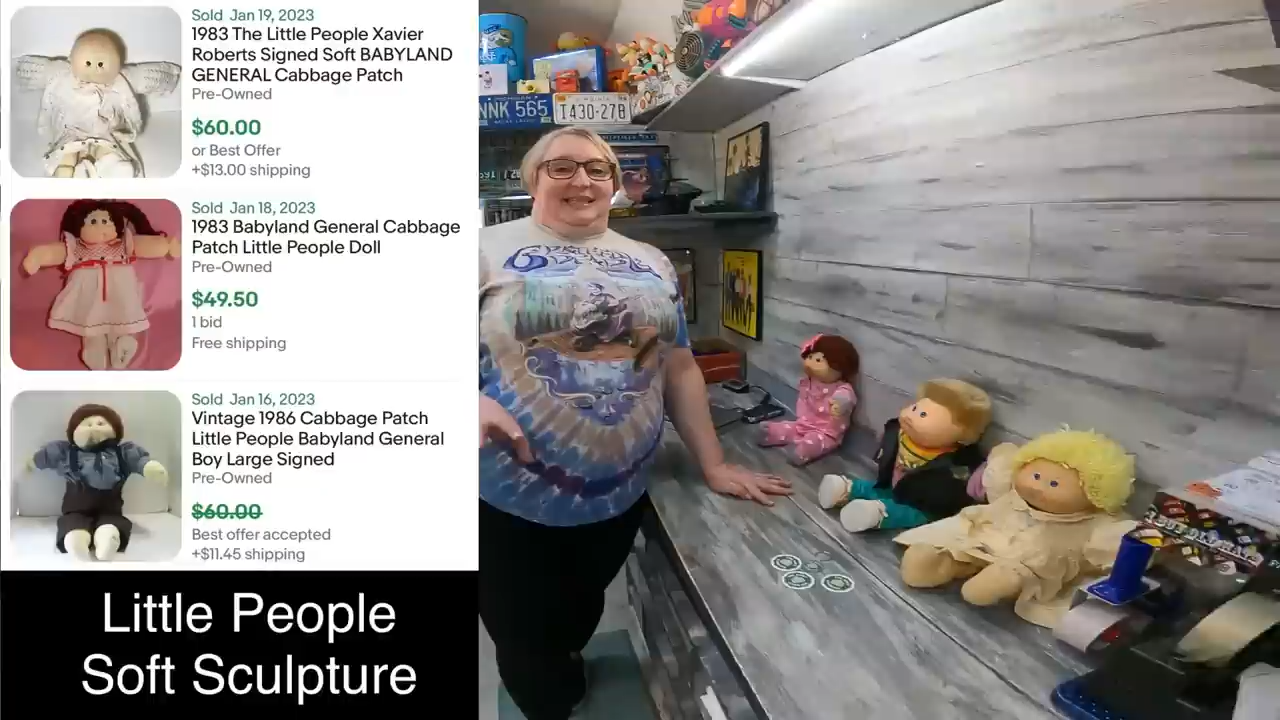 Sold Jan 19, 2023
1983 The Little People Xavier
Roberts Signed Soft BABYLAND
GENERAL Cabbage Patch
Pre-Owned
$60.00
or Best Offer
+$13.00 shipping
Sold Jan 18, 2023
1983 Babyland General Cabbage
Patch Little People Doll
Pre-Owned
$49.50
1 bid
Free shipping
Sold Jan 16, 2023
Vintage 1986 Cabbage Patch
Little People Babyland General
Boy Large Signed
Pre-Owned
$60.00
Best offer accepted
+$11.45 shipping
Little People
Soft Sculpture
NNK 565